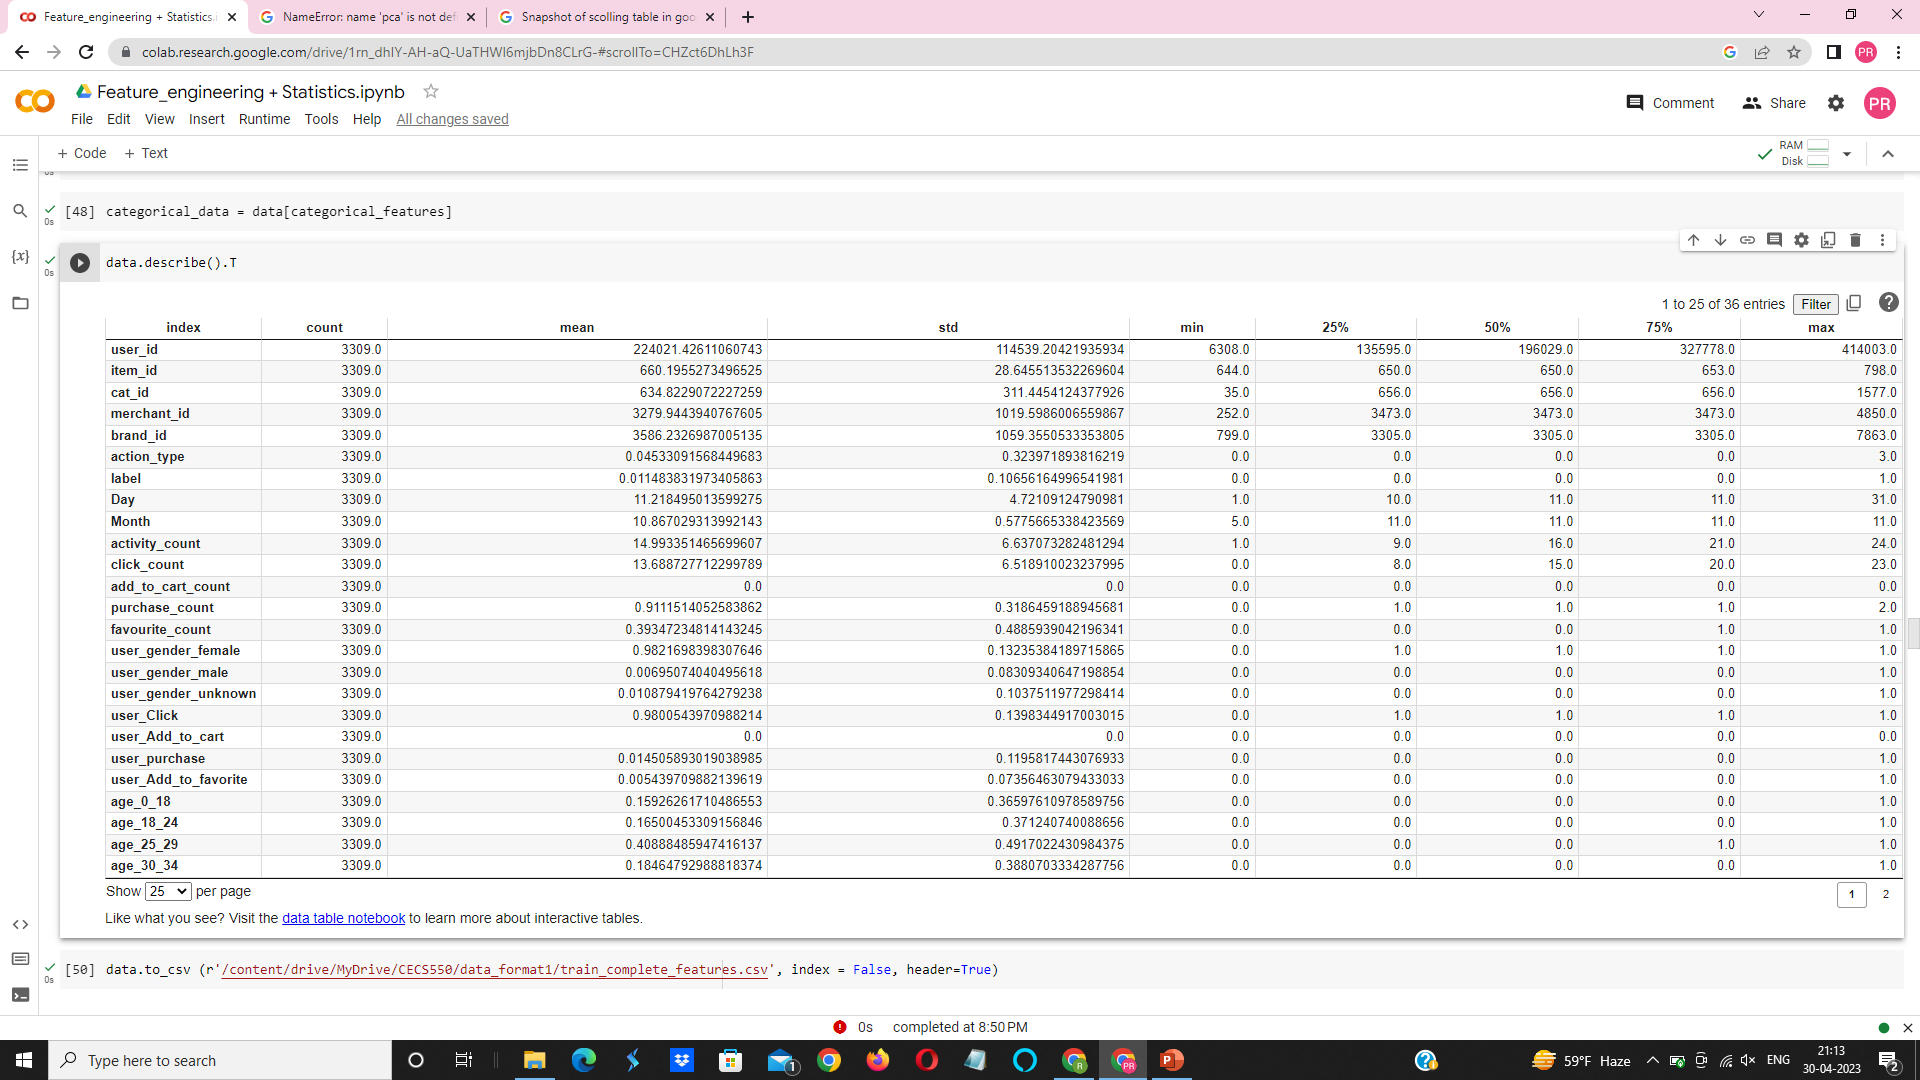 Feature_engineering + Statistics.i
NameError: name 'pca' is not defi
Snapshot of scolling table in goo
colab.research.google.com/drive/1rn_dhIY-AH-aQ-UaTHWl6mjbDn8CLrG-#scrollTo=CHZct6DhLh3F
PR
Feature_engineering + Statistics.ipynb
Comment Share PR
File Edit View Insert Runtime Tools Help All changes saved
+ Code + Text
RAM
Disk
0s
[48] categorical_data = data[categorical_features]
0s
data.describe().T
0s
1 to 25 of 36 entries Filter
index count mean std min 25% 50% 75% max
user_id 3309.0 224021.42611060743 114539.20421935934 6308.0 135595.0 196029.0 327778.0 414003.0
item_id 3309.0 660.1955273496525 28.645513532269604 644.0 650.0 650.0 653.0 798.0
cat_id 3309.0 634.8229072227259 311.4454124377926 35.0 656.0 656.0 656.0 1577.0
merchant_id 3309.0 3279.9443940767605 1019.5986006559867 252.0 3473.0 3473.0 3473.0 4850.0
brand_id 3309.0 3586.2326987005135 1059.3550533353805 799.0 3305.0 3305.0 3305.0 7863.0
action_type 3309.0 0.04533091568449683 0.323971893816219 0.0 0.0 0.0 0.0 3.0
label 3309.0 0.011483831973405863 0.10656164996541981 0.0 0.0 0.0 0.0 1.0
Day 3309.0 11.218495013599275 4.72109124790981 1.0 10.0 11.0 11.0 31.0
Month 3309.0 10.867029313992143 0.5775665338423569 5.0 11.0 11.0 11.0 11.0
activity_count 3309.0 14.993351465699607 6.637073282481294 1.0 9.0 16.0 21.0 24.0
click_count 3309.0 13.688727712299789 6.518910023237995 0.0 8.0 15.0 20.0 23.0
add_to_cart_count 3309.0 0.0 0.0 0.0 0.0 0.0 0.0 0.0
purchase_count 3309.0 0.9111514052583862 0.3186459188945681 0.0 1.0 1.0 1.0 2.0
favourite_count 3309.0 0.39347234814143245 0.4885939042196341 0.0 0.0 0.0 1.0 1.0
user_gender_female 3309.0 0.9821698398307646 0.13235384189715865 0.0 1.0 1.0 1.0 1.0
user_gender_male 3309.0 0.00695074040495618 0.08309340647198854 0.0 0.0 0.0 0.0 1.0
user_gender_unknown 3309.0 0.010879419764279238 0.1037511977298414 0.0 0.0 0.0 0.0 1.0
user_Click 3309.0 0.9800543970988214 0.1398344917003015 0.0 1.0 1.0 1.0 1.0
user_Add_to_cart 3309.0 0.0 0.0 0.0 0.0 0.0 0.0 0.0
user_purchase 3309.0 0.014505893019038985 0.1195817443076933 0.0 0.0 0.0 0.0 1.0
user_Add_to_favorite 3309.0 0.005439709882139619 0.07356463079433033 0.0 0.0 0.0 0.0 1.0
age_0_18 3309.0 0.15926261710486553 0.36597610978589756 0.0 0.0 0.0 0.0 1.0
age_18_24 3309.0 0.16500453309156846 0.371240740088656 0.0 0.0 0.0 0.0 1.0
age_25_29 3309.0 0.40888485947416137 0.4917022430984375 0.0 0.0 0.0 1.0 1.0
age_30_34 3309.0 0.18464792988818374 0.3880703334287756 0.0 0.0 0.0 0.0 1.0
Show 25 per page 1 2
Like what you see? Visit the data table notebook to learn more about interactive tables.
[50] data.to_csv (r'/content/drive/MyDrive/CECS550/data_format1/train_complete_features.csv', index = False, header=True)
0s
0s completed at 8:50 PM
Type here to search
1
59°F Haze
ENG
21:13
30-04-2023
2